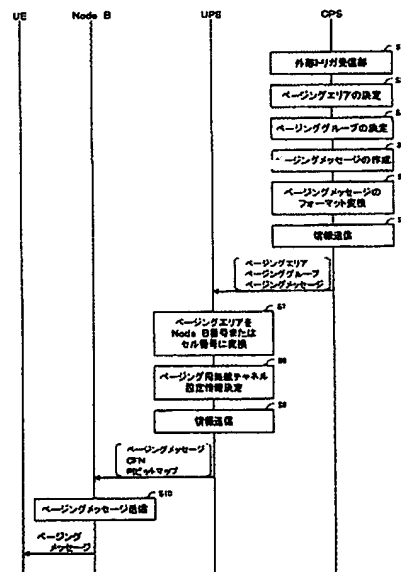 UE Node B UPS CPS
外部トリガ受信部
ページングエリアの決定
ページンググループの決定
ージングメッセージの作成
ページングメッセージの
フォーマット変換
情報送信
ページングエリア
ページンググループ
ページングメッセージ
S7
ページングエリアを
Node B番号または
セル番号に変換
ページング用無線チャネル
設定情報決定
情報送信
ページングメッセージ
CFN
PIビットマップ
S10
ページングメッセージ送信
ページング
メッセージ